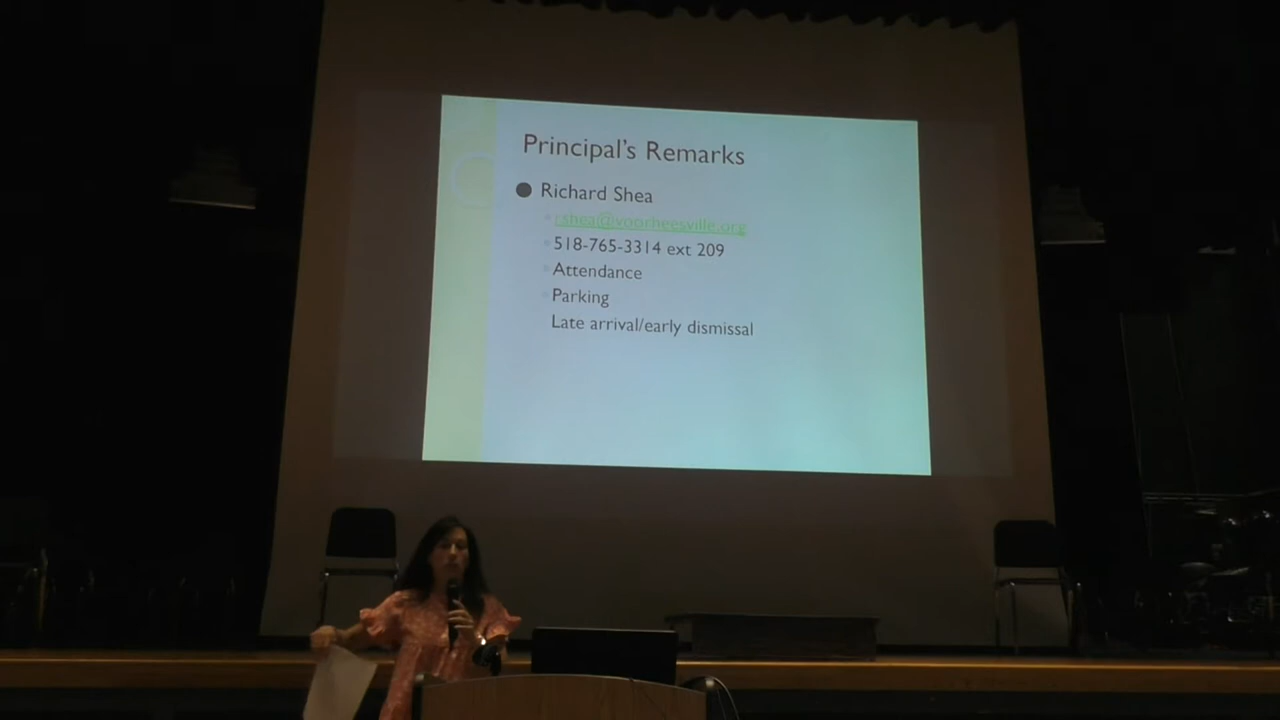 Principal's Remarks
Richard Shea
rshea@voorheesville.org
518-765-3314 ext 209
Attendance
Parking
Late arrival/early dismissal